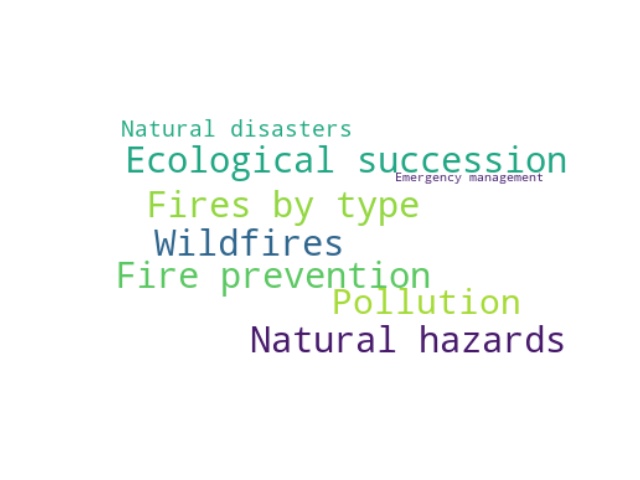 Natural disasters
Ecological succession
Emergency management
Fires by type
Wildfires
Fire prevention
Pollution
Natural hazards